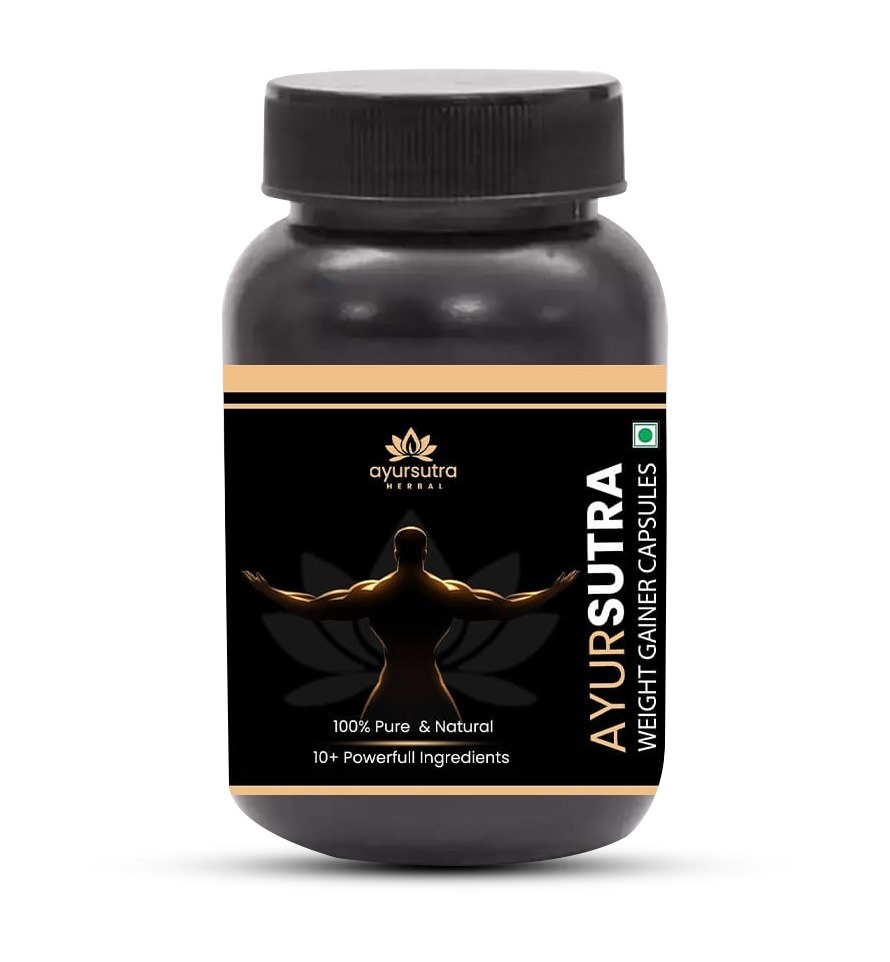 ayursutra
HERBAL
100% Pure & Natural
10+ Powerfull Ingredients
AYURSUTRA
WEIGHT GAINER CAPSULES